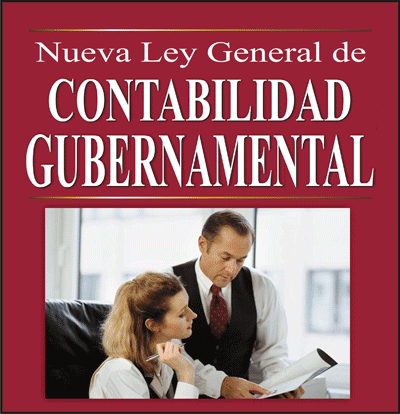 Nueva Ley General de
CONTABILIDAD
GUBERNAMENTAL